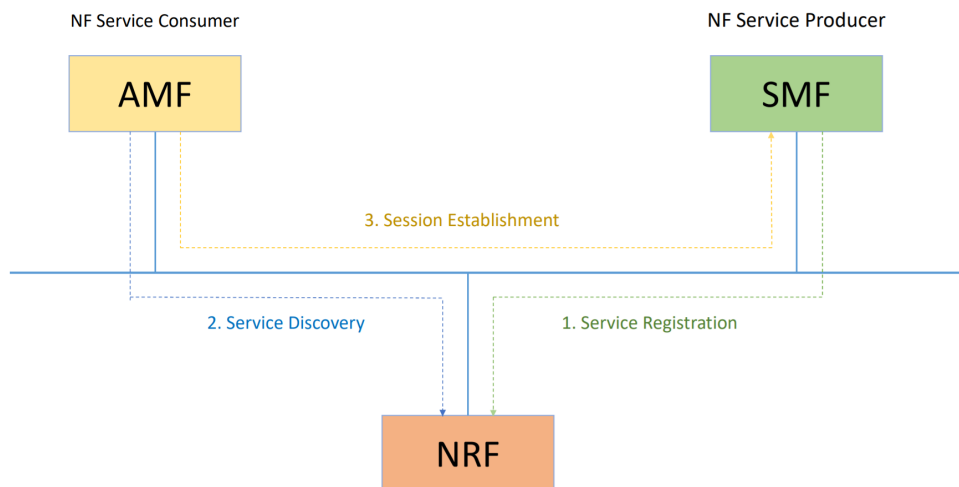 NF Service Consumer
NF Service Producer
AMF
SMF
3. Session Establishment
2. Service Discovery
1. Service Registration
NRF